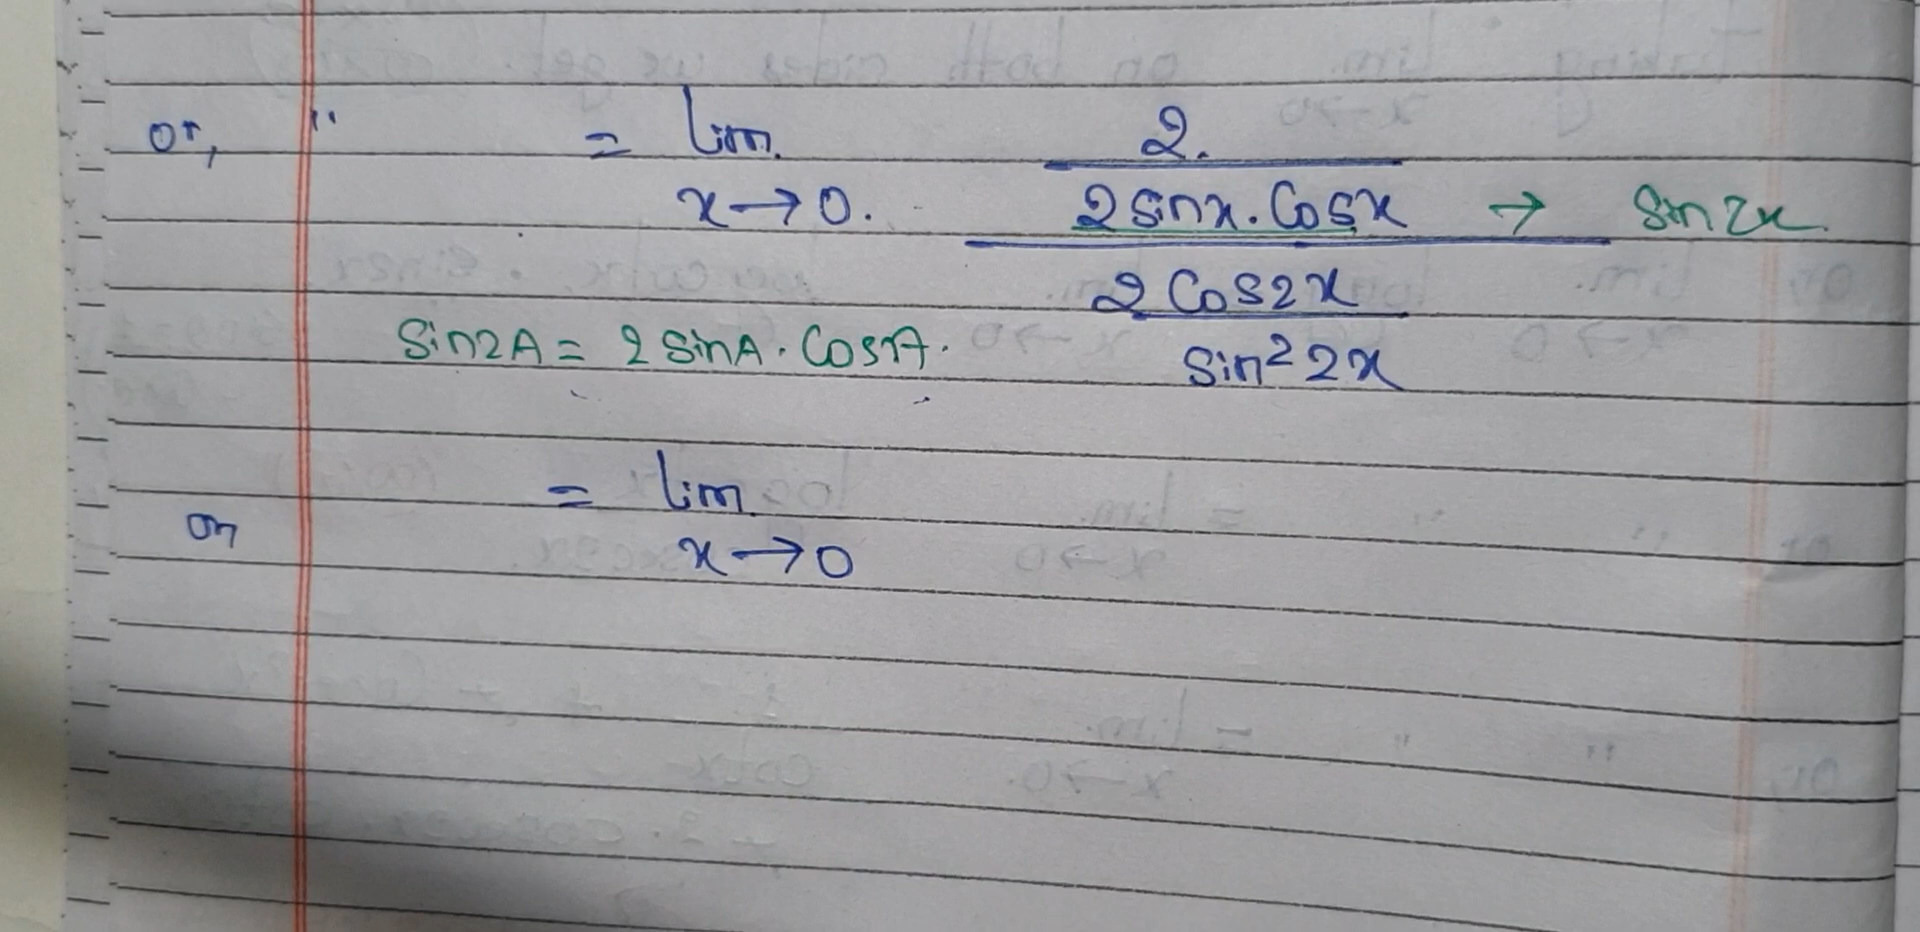 or, " = lim 2.
x→0. 2 sinx. Cosx → Sin2x.
2 Cos2x
Sin2A = 2 SinA. CosA. Sin² 2x
= lim
or x→0